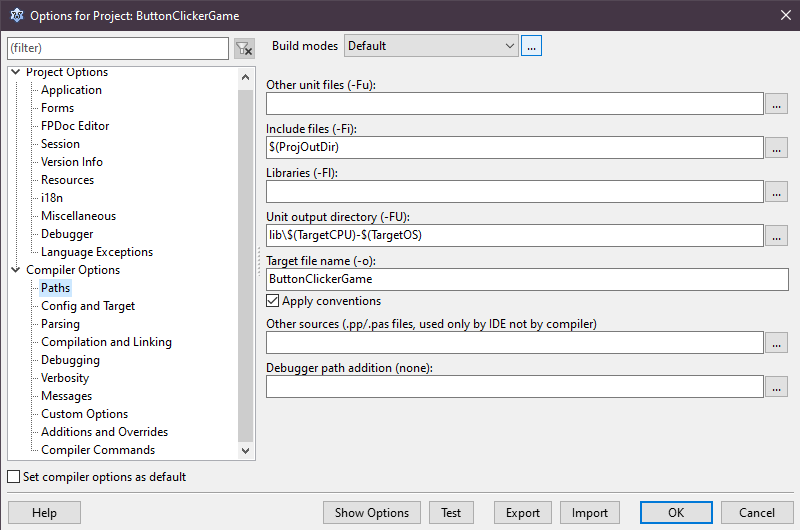 Options for Project: ButtonClickerGame
(filter)
Build modes Default ...
Project Options
Application
Forms
FPDoc Editor
Session
Version Info
Resources
i18n
Miscellaneous
Debugger
Language Exceptions
Compiler Options
Paths
Config and Target
Parsing
Compilation and Linking
Debugging
Verbosity
Messages
Custom Options
Additions and Overrides
Compiler Commands
Other unit files (-Fu):
...
Include files (-Fi):
$(ProjOutDir) ...
Libraries (-Fl):
...
Unit output directory (-FU):
lib\$(TargetCPU)-$(TargetOS) ...
Target file name (-o):
ButtonClickerGame
Apply conventions
Other sources (.pp/.pas files, used only by IDE not by compiler)
...
Debugger path addition (none):
...
Set compiler options as default
Help Show Options Test Export Import OK Cancel